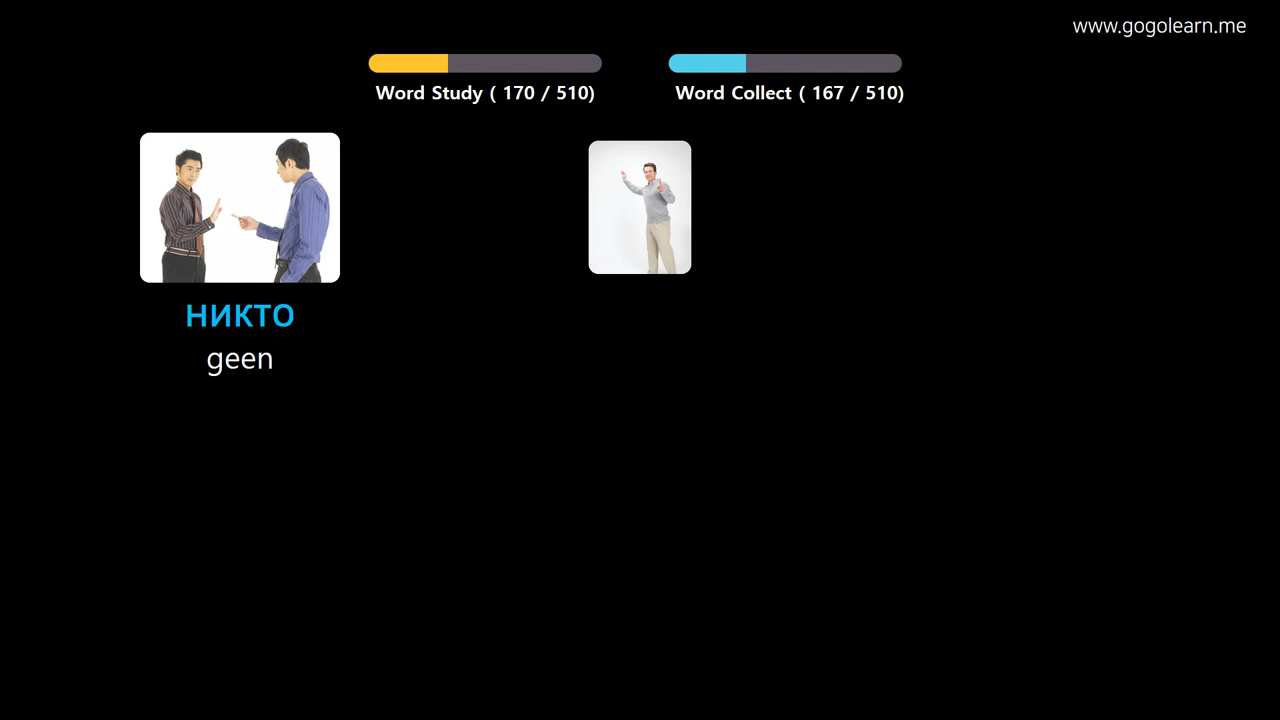 www.gogolearn.me
Word Study ( 170 / 510)
Word Collect ( 167 / 510)
никто
geen